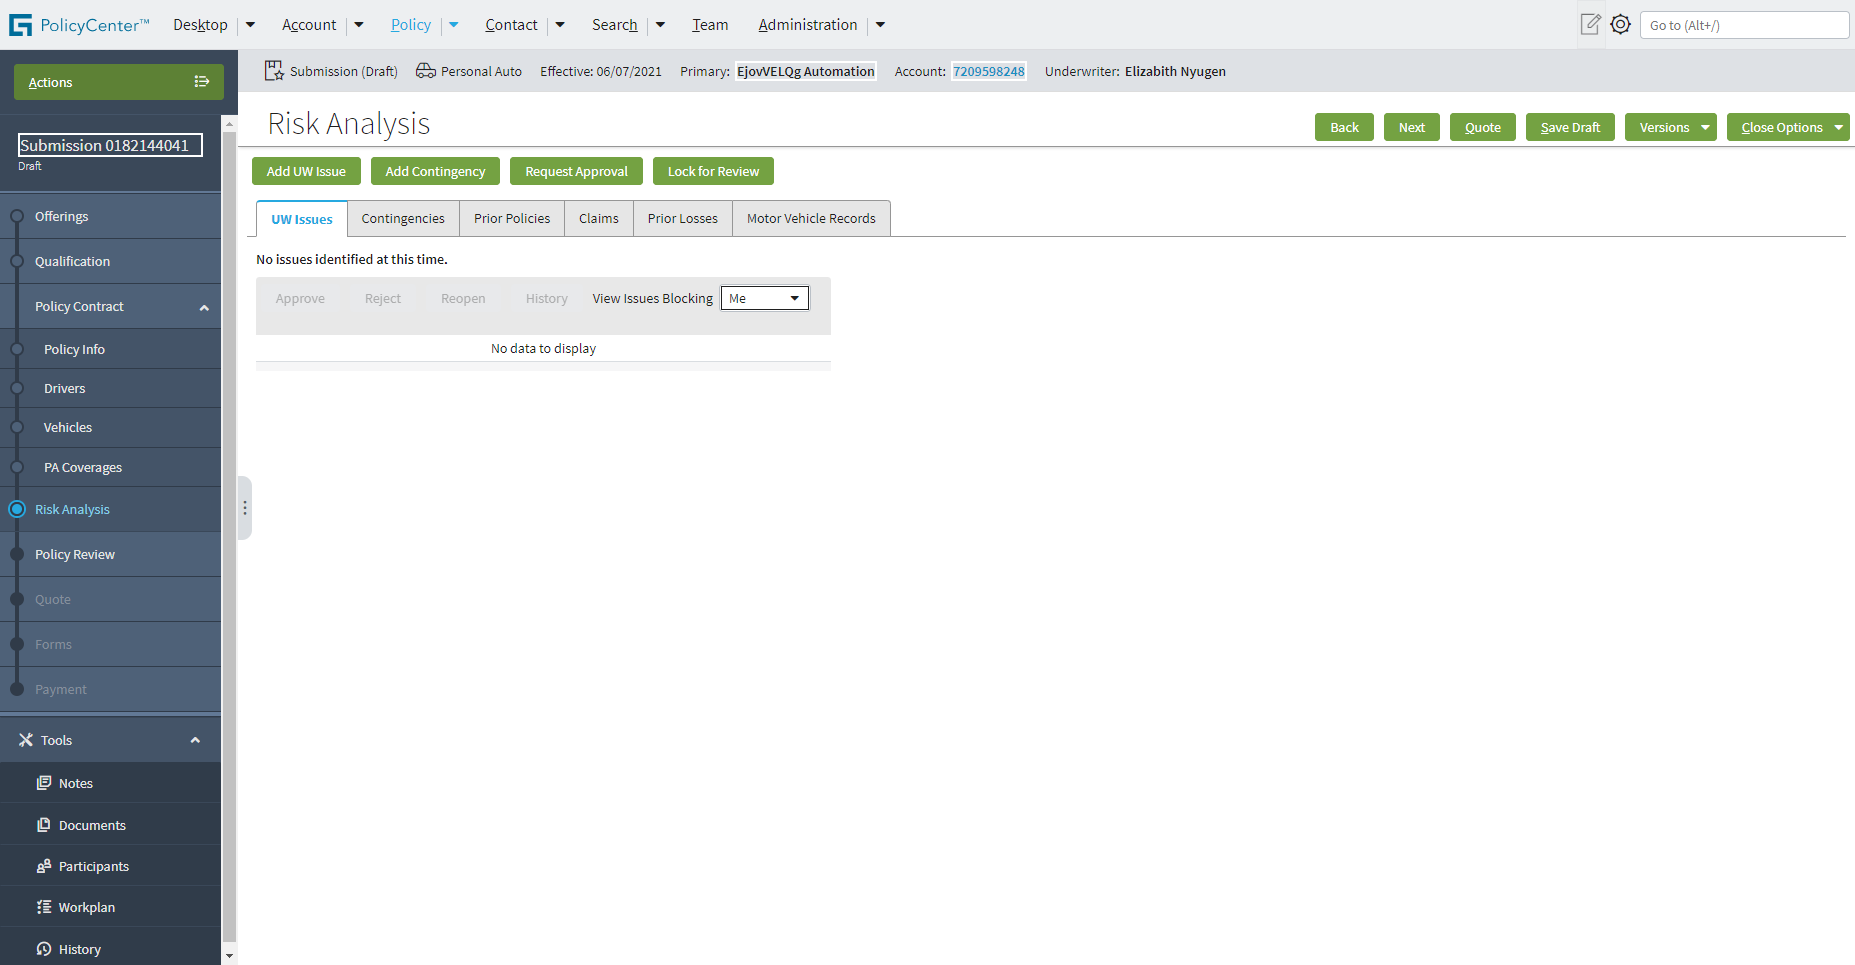 PolicyCenter™ Desktop Account Policy Contact Search Team Administration Go to (Alt+/)
Actions
Submission (Draft) Personal Auto Effective: 06/07/2021 Primary: EjovVELQg Automation Account: 7209598248 Underwriter: Elizabith Nyugen
Submission 0182144041
Draft
Risk Analysis
Back Next Quote Save Draft Versions Close Options
Add UW Issue Add Contingency Request Approval Lock for Review
UW Issues Contingencies Prior Policies Claims Prior Losses Motor Vehicle Records
No issues identified at this time.
Approve Reject Reopen History View Issues Blocking Me
No data to display
Offerings
Qualification
Policy Contract
Policy Info
Drivers
Vehicles
PA Coverages
Risk Analysis
Policy Review
Quote
Forms
Payment
Tools
Notes
Documents
Participants
Workplan
History